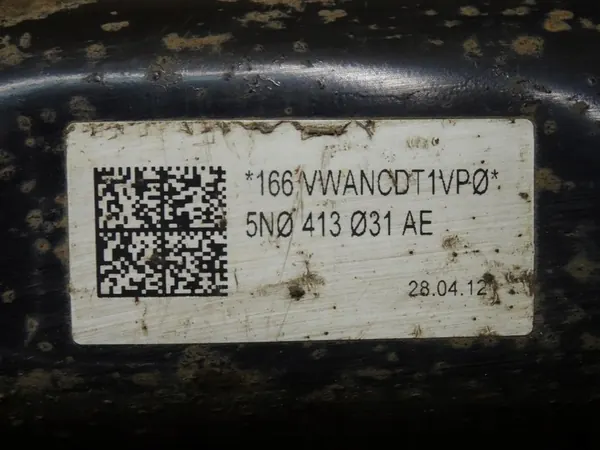 *166 VWANCDT1VPØ*
5NØ 413 Ø31 AE
28.04.12